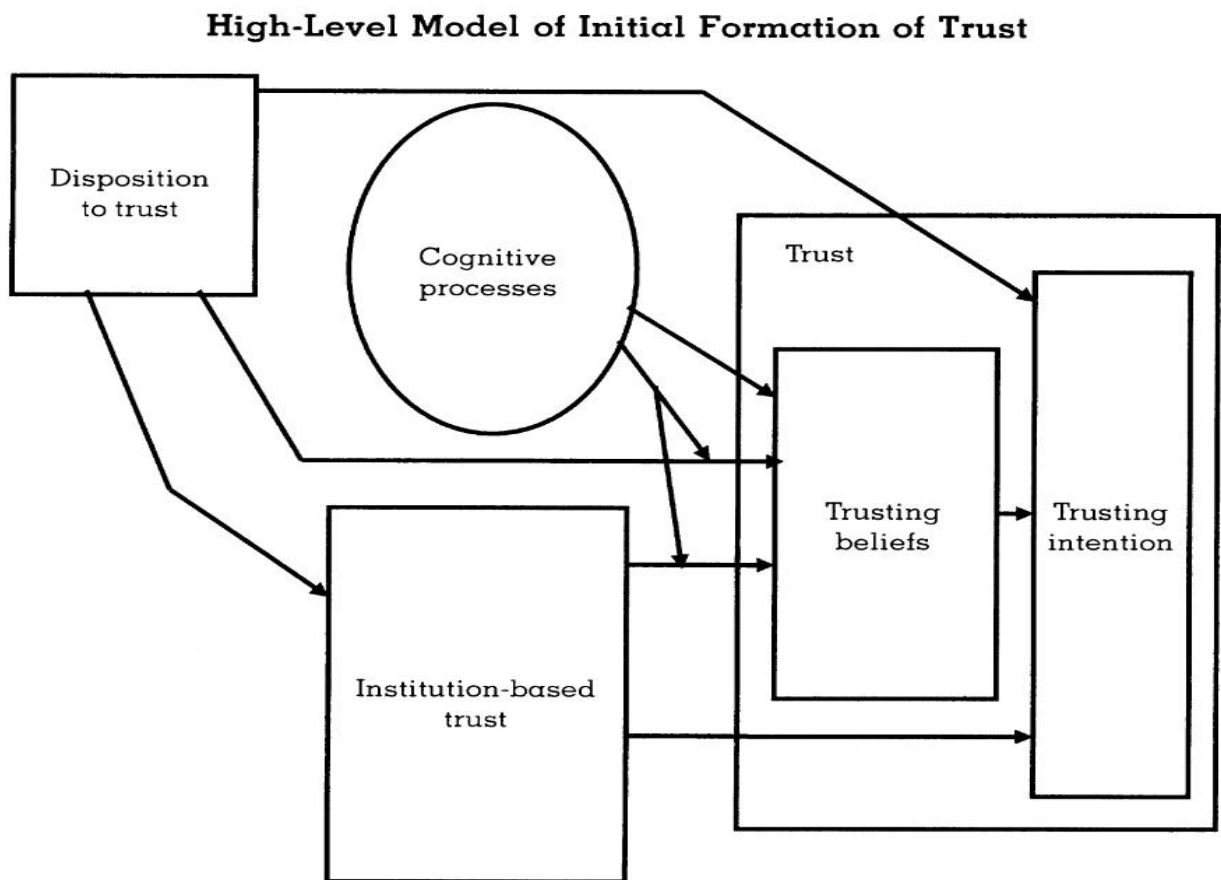 High-Level Model of Initial Formation of Trust
Disposition
to trust
Cognitive
processes
Trust
Trusting
beliefs
Trusting
intention
Institution-based
trust